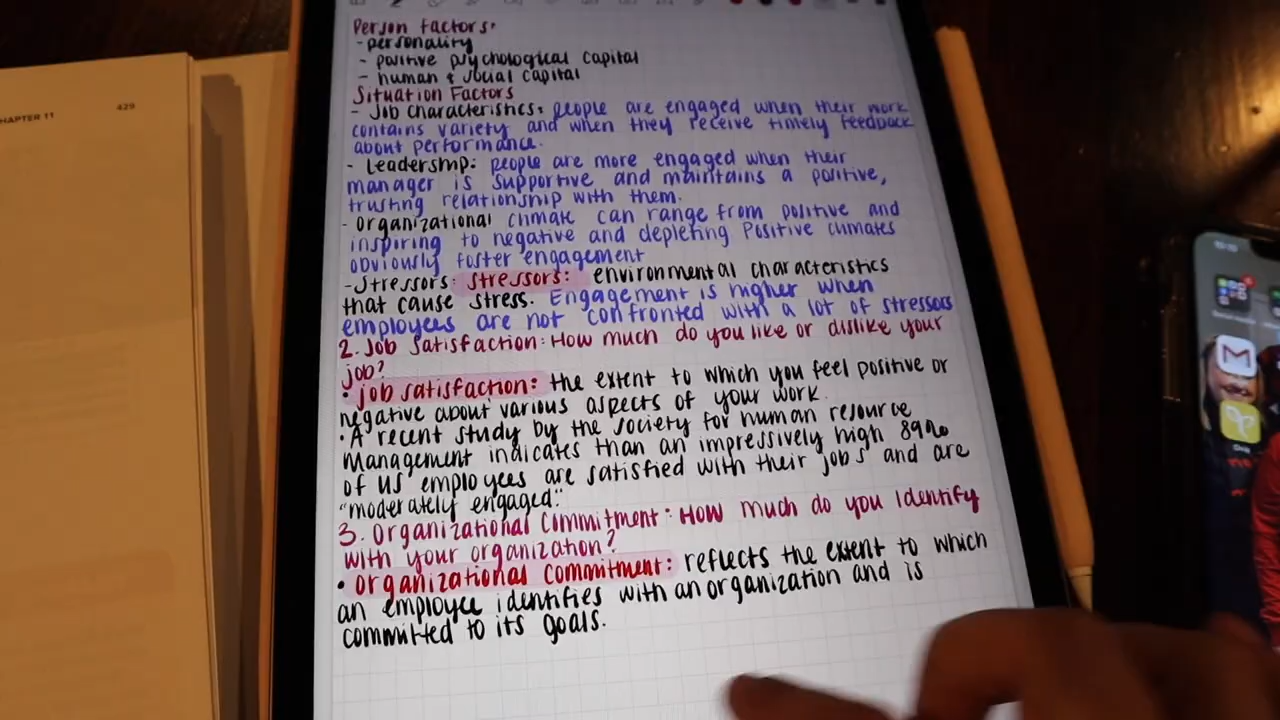 HAPTER 11
429
Person Factors:
- personality
- positive psychological capital
- human & social capital
Situation Factors
- Job characteristics: people are engaged when their work
contains variety and when they receive timely feedback
about performance.
- Leadership: people are more engaged when their
manager is supportive and maintains a positive,
trusting relationship with them.
- organizational climate can range from positive and
inspiring to negative and depleting Positive climates
obviously foster engagement
- Stressors: stressors: environmental characteristics
that cause stress. Engagement is higher when
employees are not confronted with a lot of stressors
2. Job Satisfaction: How much do you like or dislike your
job?
• job satisfaction: the extent to which you feel positive or
negative about various aspects of your work.
• A recent study by the society for human resource
Management indicates than an impressively high 89%
of US employees are satisfied with their jobs and are
"moderately engaged".
3. Organizational Commitment: How much do you identify
with your organization?
• organizational commitment: reflects the extent to which
an employee identifies with an organization and is
committed to its goals.